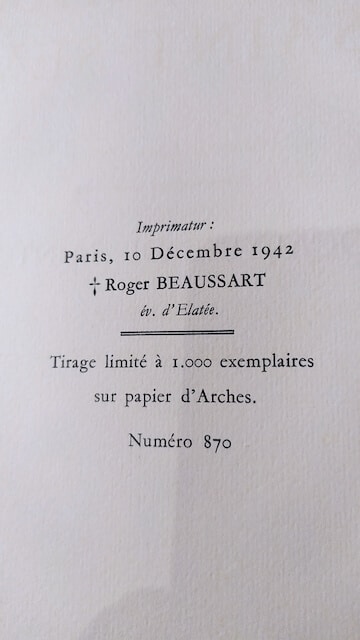 Imprimatur :
Paris, 10 Décembre 1942
† Roger BEAUSSART
év. d'Elatée.
Tirage limité à 1.000 exemplaires
sur papier d'Arches.
Numéro 870